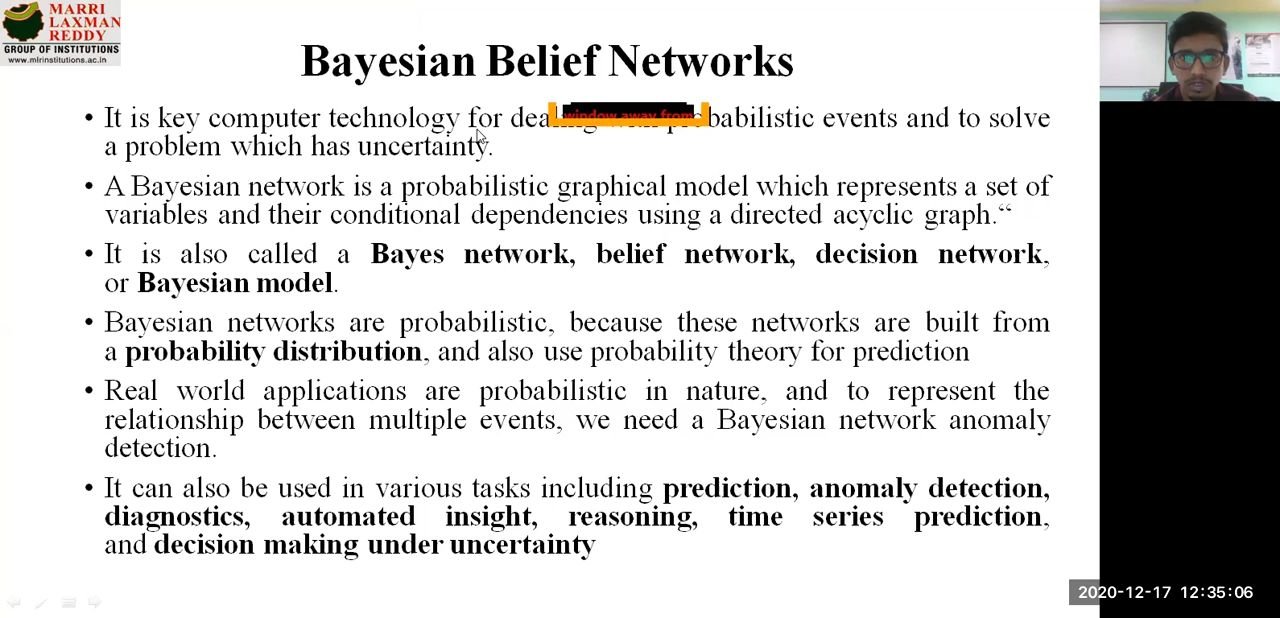 MARRI
LAXMAN
REDDY
GROUP OF INSTITUTIONS
www.mlrinstitutions.ac.in
Bayesian Belief Networks
• It is key computer technology for dealing with probabilistic events and to solve
a problem which has uncertainty.
window away from
• A Bayesian network is a probabilistic graphical model which represents a set of
variables and their conditional dependencies using a directed acyclic graph.“
• It is also called a Bayes network, belief network, decision network,
or Bayesian model.
• Bayesian networks are probabilistic, because these networks are built from
a probability distribution, and also use probability theory for prediction
• Real world applications are probabilistic in nature, and to represent the
relationship between multiple events, we need a Bayesian network anomaly
detection.
• It can also be used in various tasks including prediction, anomaly detection,
diagnostics, automated insight, reasoning, time series prediction,
and decision making under uncertainty
2020-12-17 12:35:06